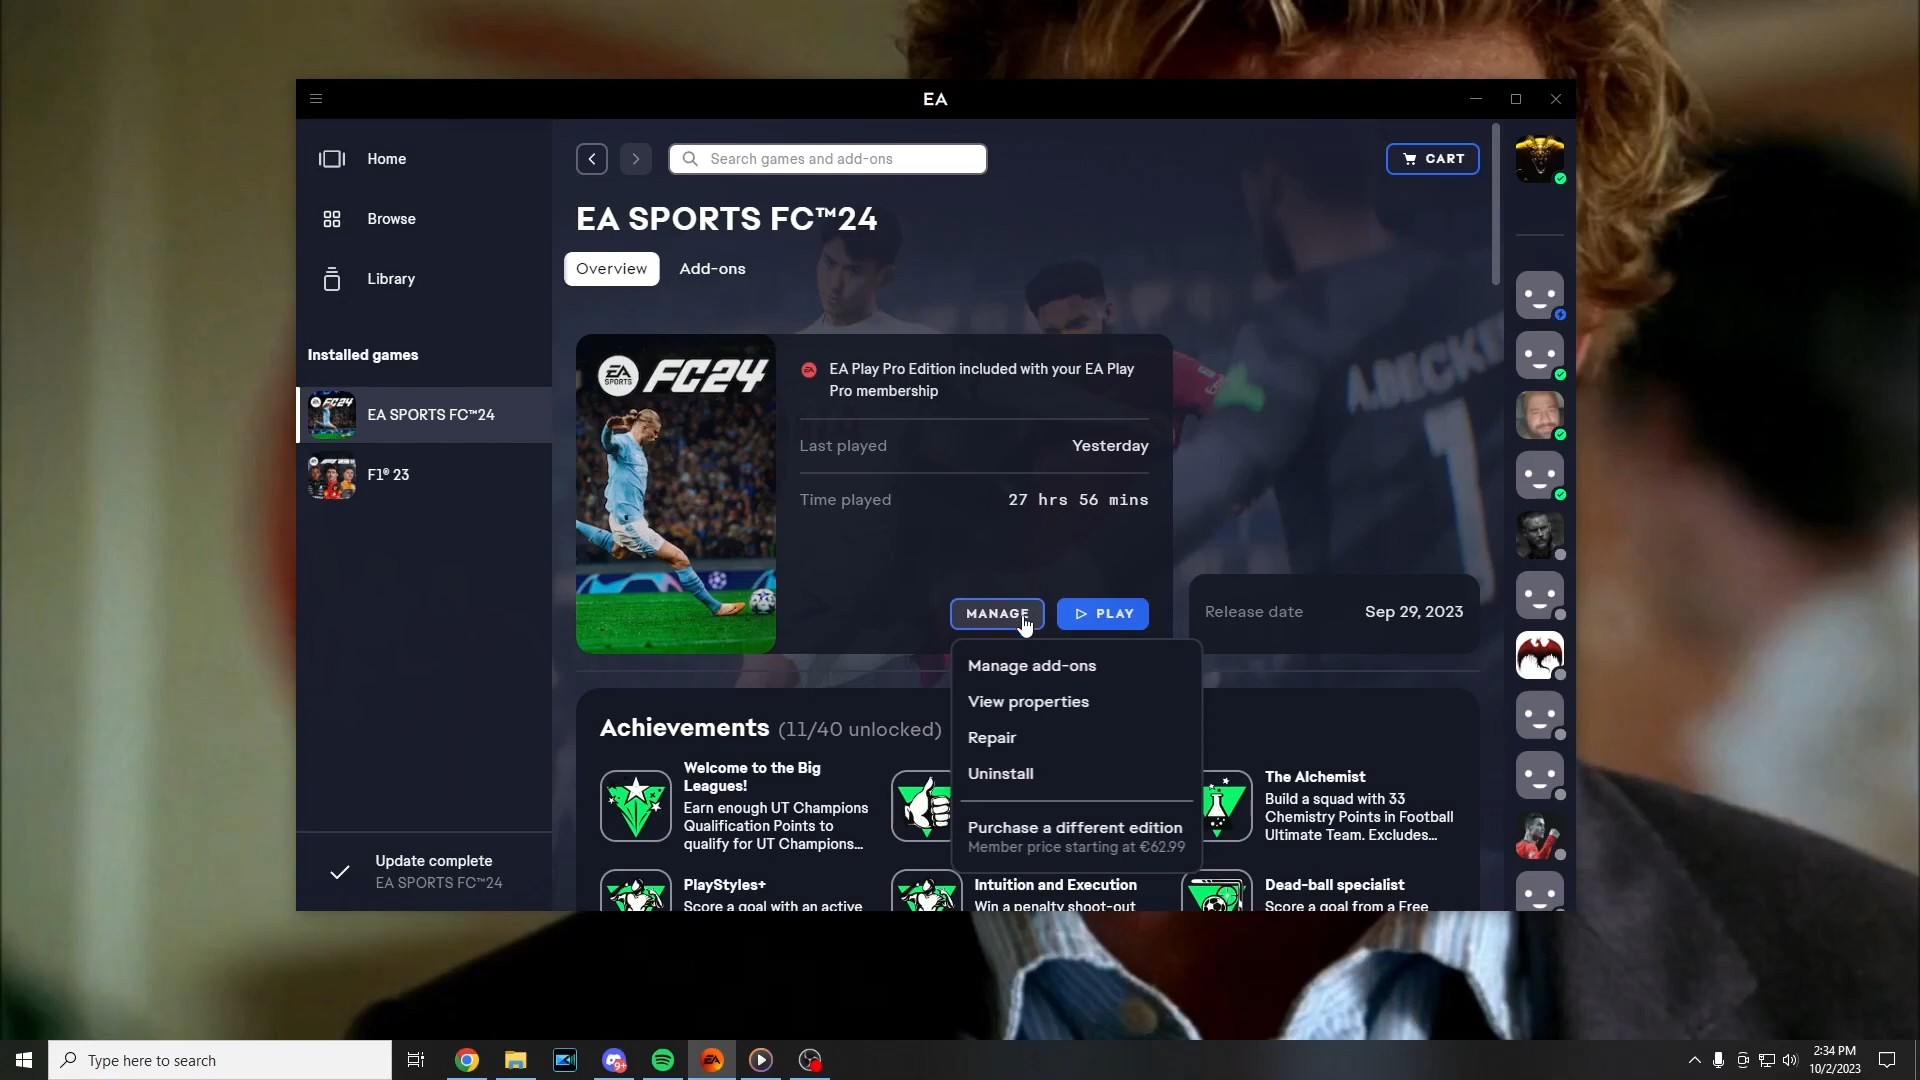 EA
Home
Browse
Library
Installed games
EA SPORTS FC™24
F1® 23
Update complete
EA SPORTS FC™24
Search games and add-ons
CART
EA SPORTS FC™24
Overview
Add-ons
EA SPORTS FC24
EA Play Pro Edition included with your EA Play
Pro membership
Last played
Yesterday
Time played
27 hrs 56 mins
MANAGE
PLAY
Release date
Sep 29, 2023
A.BECKER
1
Manage add-ons
View properties
Repair
Uninstall
Purchase a different edition
Member price starting at €62.99
Achievements (11/40 unlocked)
Welcome to the Big
Leagues!
Earn enough UT Champions
Qualification Points to
qualify for UT Champions...
The Alchemist
Build a squad with 33
Chemistry Points in Football
Ultimate Team. Excludes...
PlayStyles+
Score a goal with an active
Intuition and Execution
Win a penalty shoot-out
Dead-ball specialist
Score a goal from a Free
Type here to search
9+
EA
2:34 PM
10/2/2023